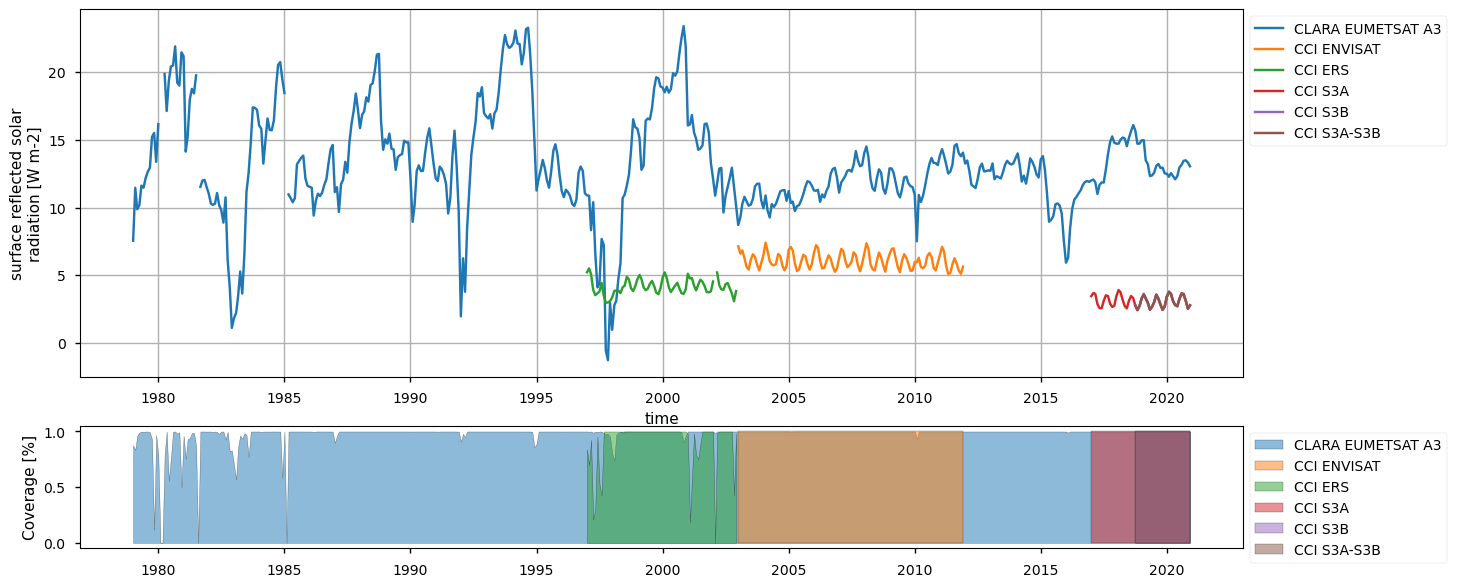 surface reflected solar
radiation [W m-2]
20
15
10
5
0
1980 1985 1990 1995 2000 2005 2010 2015 2020
time
CLARA EUMETSAT A3
CCI ENVISAT
CCI ERS
CCI S3A
CCI S3B
CCI S3A-S3B
Coverage [%]
1.0
0.5
0.0
1980 1985 1990 1995 2000 2005 2010 2015 2020
CLARA EUMETSAT A3
CCI ENVISAT
CCI ERS
CCI S3A
CCI S3B
CCI S3A-S3B